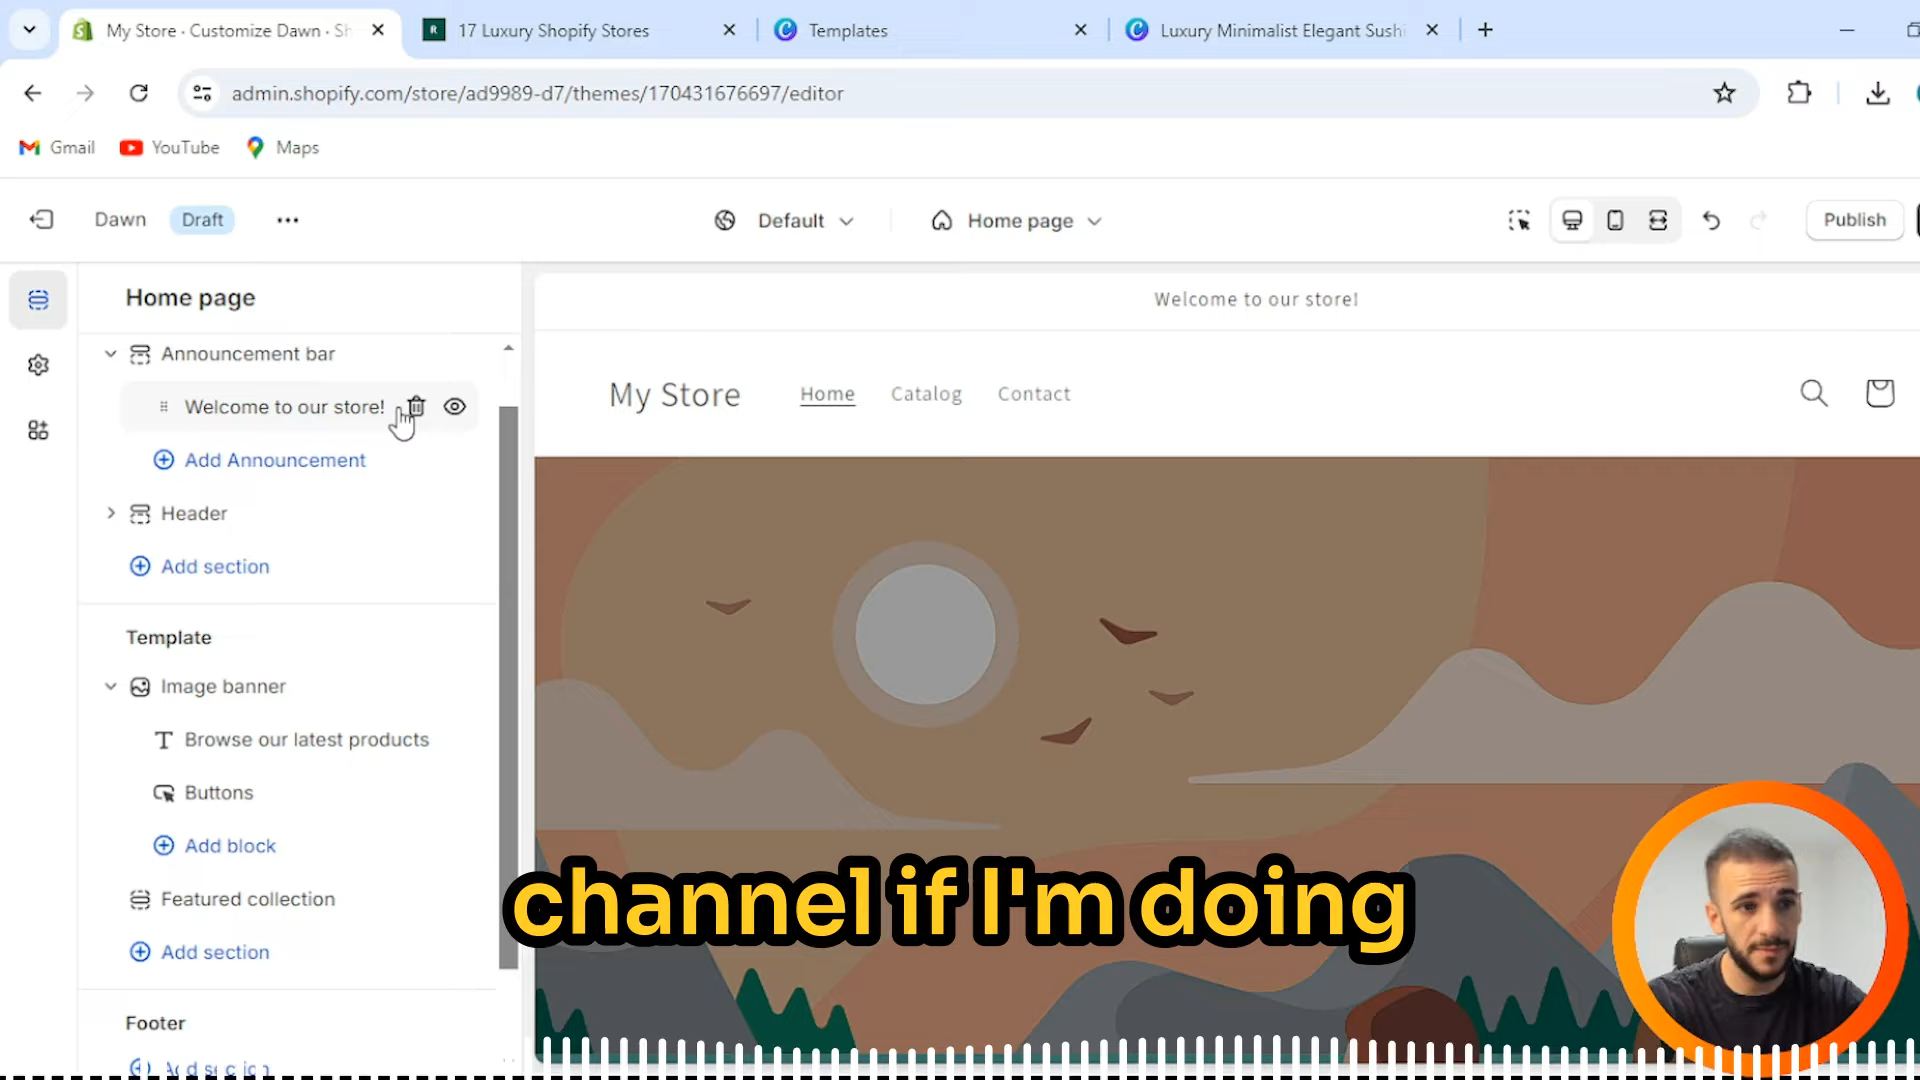 My Store · Customize Dawn · Sh
17 Luxury Shopify Stores
Templates
Luxury Minimalist Elegant Sushi
admin.shopify.com/store/ad9989-d7/themes/170431676697/editor
Gmail
YouTube
Maps
Dawn
Draft
Default
Home page
Publish
Home page
Welcome to our store!
Announcement bar
Welcome to our store!
My Store
Home
Catalog
Contact
Add Announcement
Header
Add section
Template
Image banner
Browse our latest products
Buttons
Add block
Featured collection
channel if I'm doing
Add section
Footer
Add section